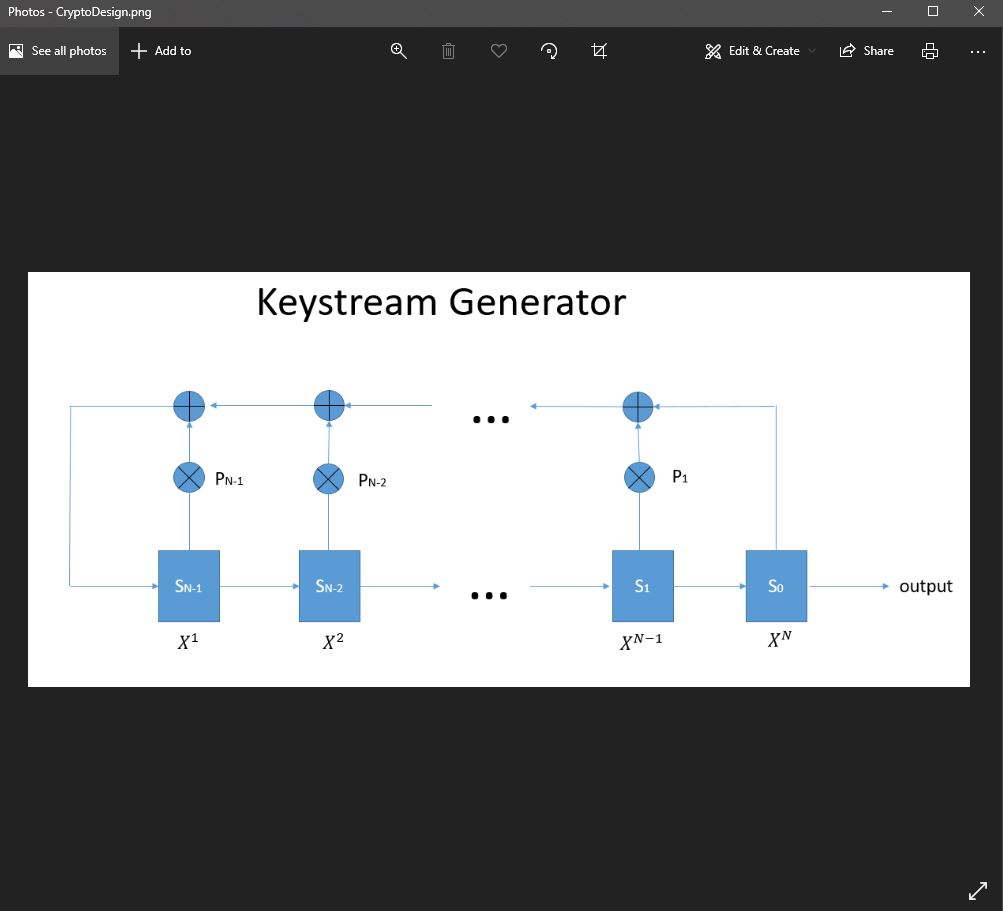 Photos - CryptoDesign.png
See all photos Add to Edit & Create Share
Keystream Generator
...
P_{N-1} P_{N-2} P_1
S_{N-1} S_{N-2} ... S_1 S_0 output
X^1 X^2 X^{N-1} X^N